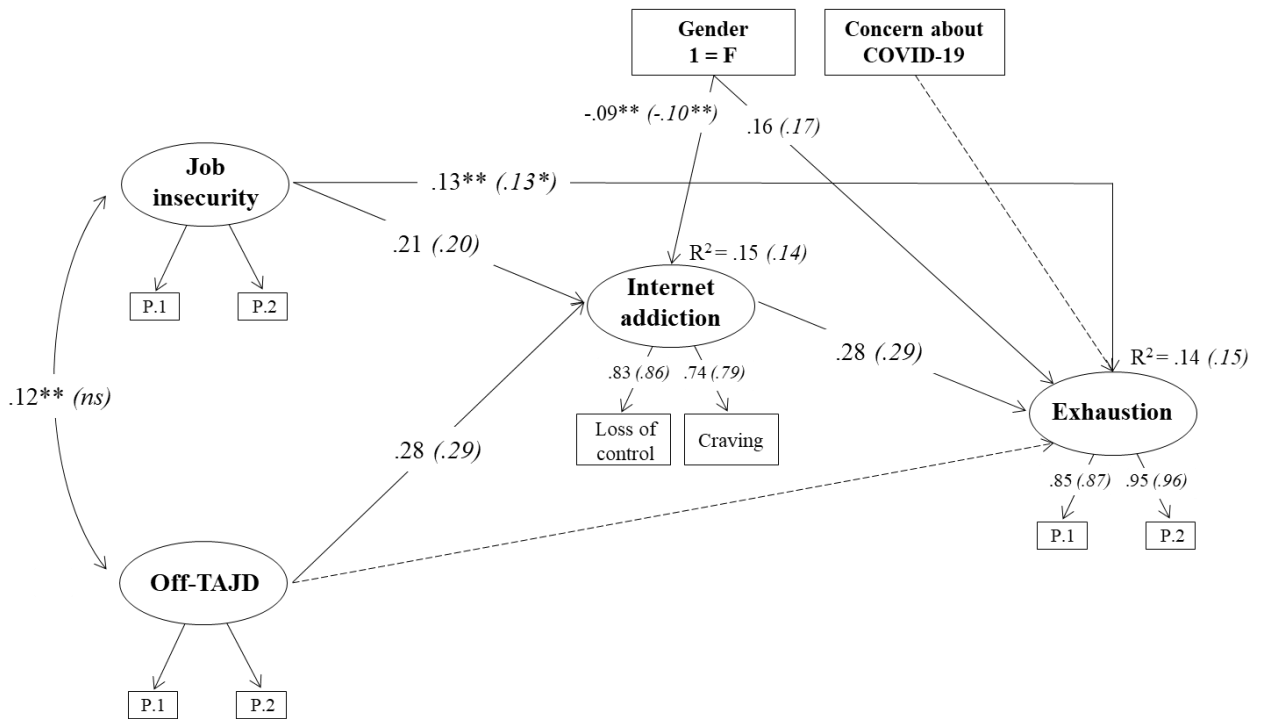 Gender
1 = F
Concern about
COVID-19
-.09** (-.10**)
.16 (.17)
Job
insecurity
.13** (.13*)
.21 (.20)
R² = .15 (.14)
P.1
P.2
Internet
addiction
.28 (.29)
R² = .14 (.15)
.83 (.86)
.74 (.79)
.12** (ns)
Exhaustion
Loss of
control
Craving
.28 (.29)
.85 (.87)
.95 (.96)
P.1
P.2
Off-TAJD
P.1
P.2